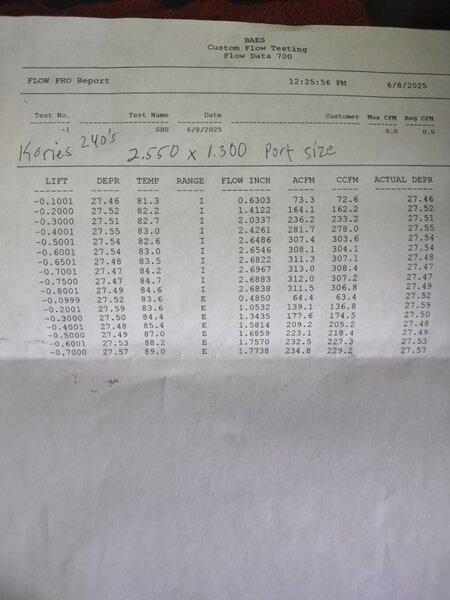 BAES
Custom Flow Testing
Flow Data 700
FLOW PRO Report 12:25:56 PM 6/8/2025
Test No. Test Name Date Customer Max CFM Avg CFM
-1 SBU 6/8/2025 0.0 0.0
Kories 240's 2.550 x 1.300 Port size
LIFT DEPR TEMP RANGE FLOW INCH ACFM CCFM ACTUAL DEPR
-0.1001 27.46 81.3 I 0.6303 73.3 72.6 27.46
-0.2000 27.52 82.2 I 1.4122 164.1 162.2 27.52
-0.3000 27.51 82.7 I 2.0337 236.2 233.2 27.51
-0.4001 27.55 83.0 I 2.4261 281.7 278.0 27.55
-0.5001 27.54 82.6 I 2.6486 307.4 303.6 27.54
-0.6001 27.54 83.0 I 2.6546 308.1 304.1 27.54
-0.6501 27.48 83.5 I 2.6822 311.3 307.1 27.48
-0.7001 27.47 84.2 I 2.6967 313.0 308.4 27.47
-0.7500 27.47 84.7 I 2.6883 312.0 307.2 27.47
-0.8001 27.49 84.6 I 2.6838 311.5 306.8 27.49
-0.0999 27.52 83.6 E 0.4850 64.4 63.4 27.52
-0.2001 27.59 83.6 E 1.0532 139.1 136.8 27.59
-0.3000 27.50 84.4 E 1.3435 177.6 174.5 27.50
-0.4001 27.48 85.4 E 1.5814 209.2 205.2 27.48
-0.5000 27.49 87.0 E 1.6859 223.1 218.4 27.49
-0.6001 27.53 88.2 E 1.7570 232.5 227.3 27.53
-0.7000 27.57 89.0 E 1.7738 234.8 229.2 27.57